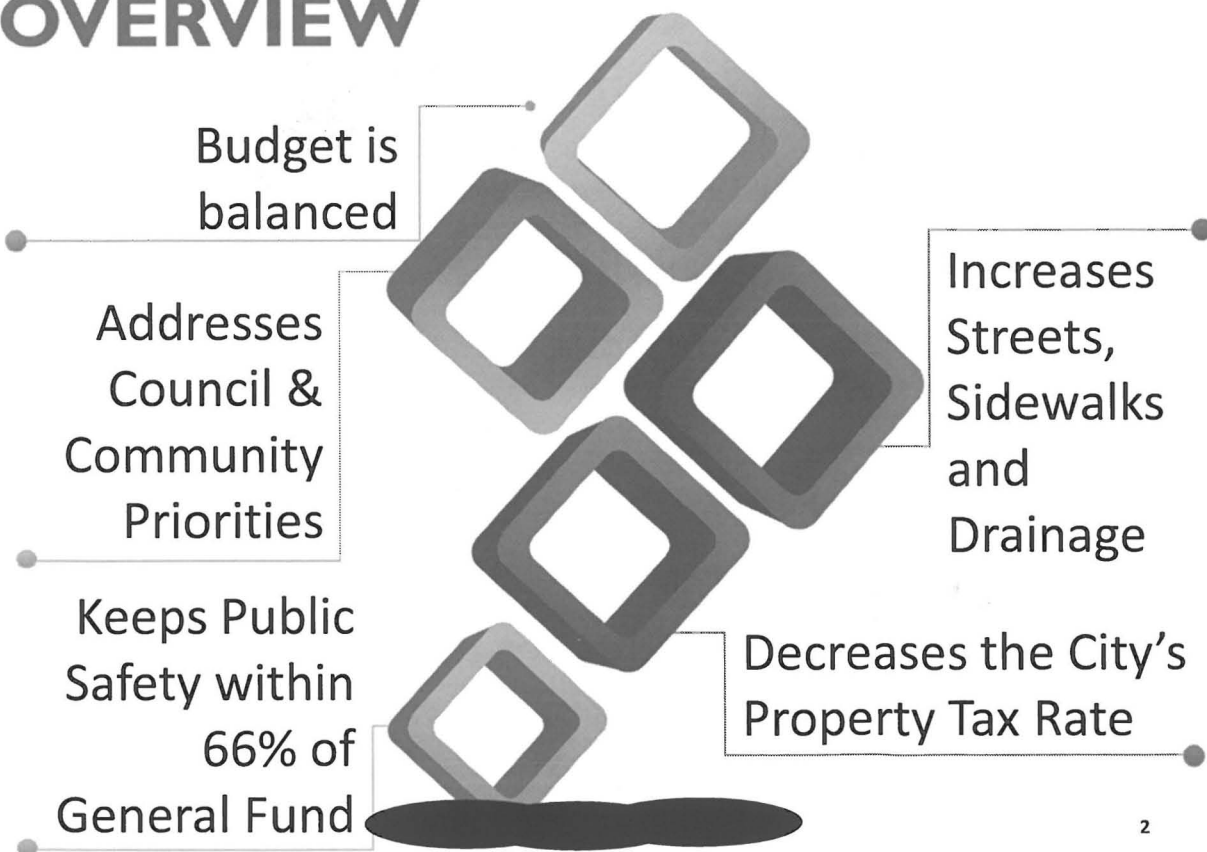 OVERVIEW
Budget is
balanced
Addresses
Council &
Community
Priorities
Keeps Public
Safety within
66% of
General Fund
Increases
Streets,
Sidewalks
and
Drainage
Decreases the City's
Property Tax Rate
2